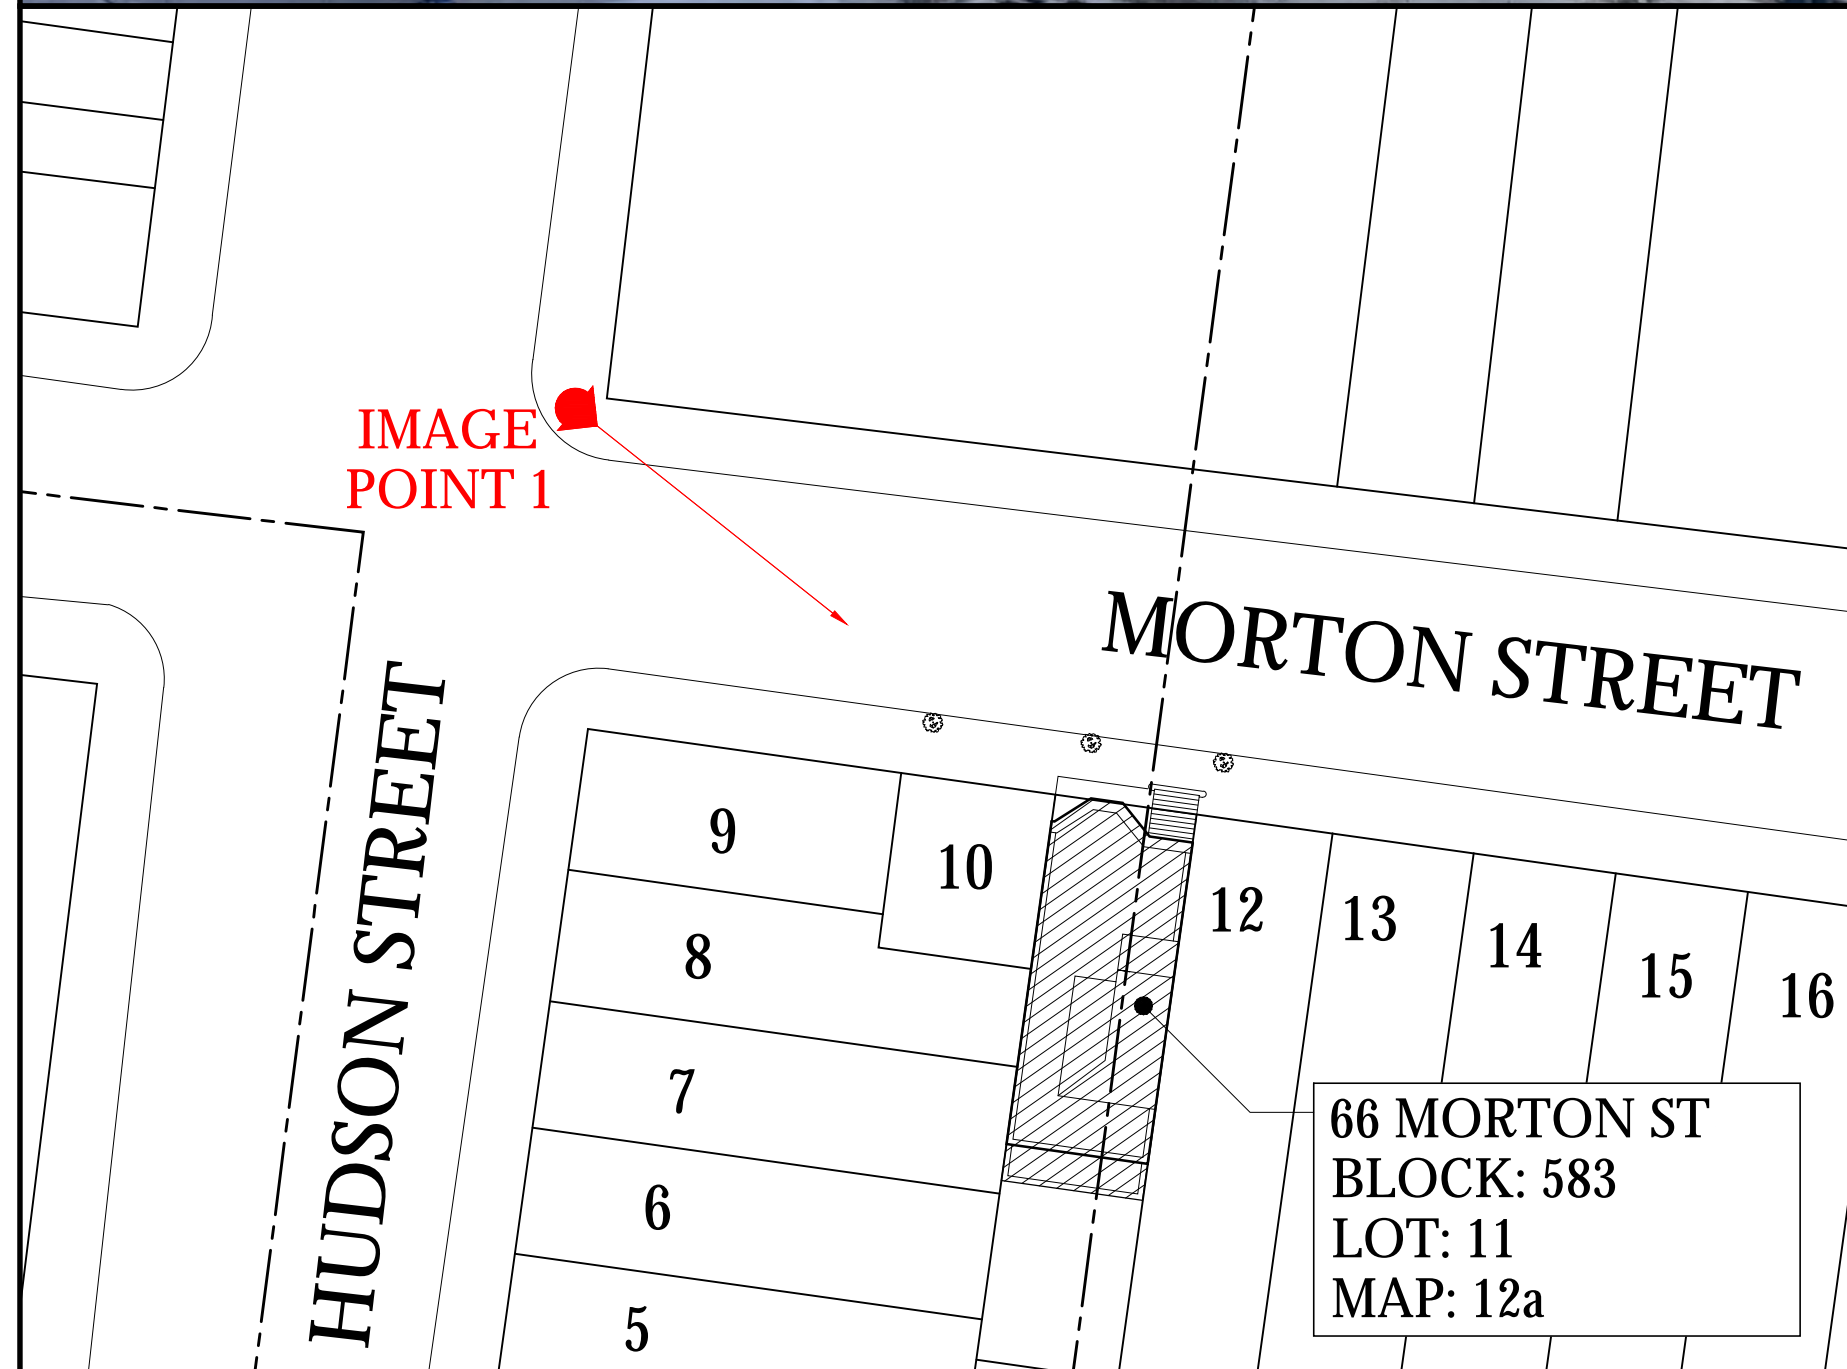 IMAGE
POINT 1
MORTON STREET
HUDSON STREET
9
10
8
7
6
5
12
13
14
15
16
66 MORTON ST
BLOCK: 583
LOT: 11
MAP: 12a